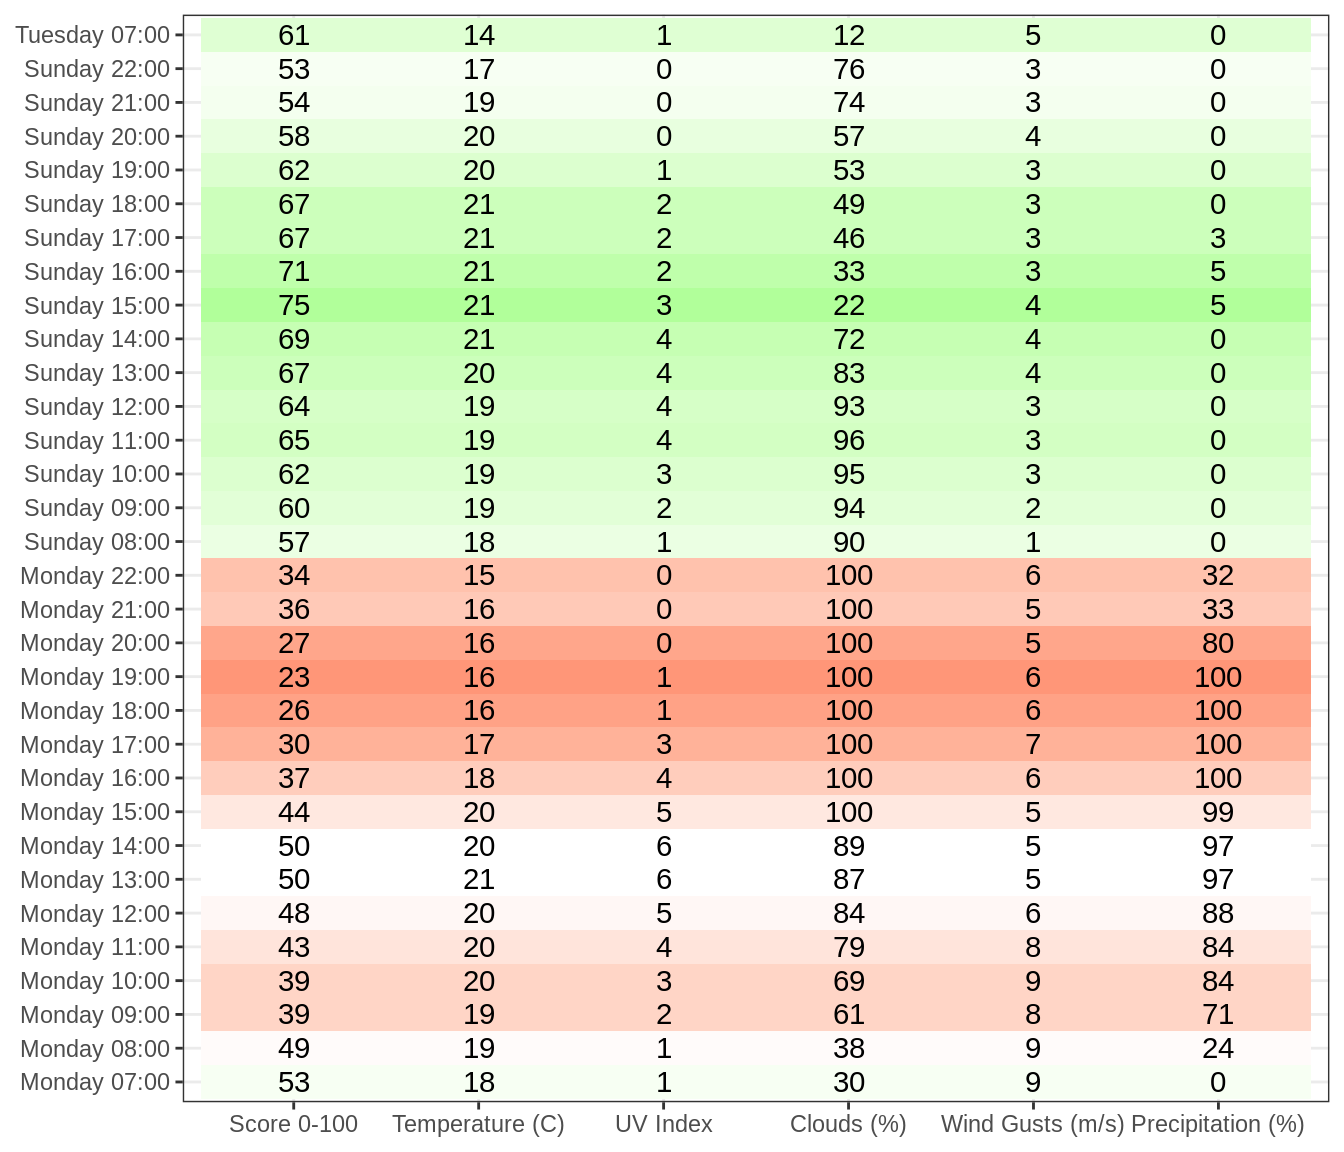 Tuesday 07:00 61 14 1 12 5 0
Sunday 22:00 53 17 0 76 3 0
Sunday 21:00 54 19 0 74 3 0
Sunday 20:00 58 20 0 57 4 0
Sunday 19:00 62 20 1 53 3 0
Sunday 18:00 67 21 2 49 3 0
Sunday 17:00 67 21 2 46 3 3
Sunday 16:00 71 21 2 33 3 5
Sunday 15:00 75 21 3 22 4 5
Sunday 14:00 69 21 4 72 4 0
Sunday 13:00 67 20 4 83 4 0
Sunday 12:00 64 19 4 93 3 0
Sunday 11:00 65 19 4 96 3 0
Sunday 10:00 62 19 3 95 3 0
Sunday 09:00 60 19 2 94 2 0
Sunday 08:00 57 18 1 90 1 0
Monday 22:00 34 15 0 100 6 32
Monday 21:00 36 16 0 100 5 33
Monday 20:00 27 16 0 100 5 80
Monday 19:00 23 16 1 100 6 100
Monday 18:00 26 16 1 100 6 100
Monday 17:00 30 17 3 100 7 100
Monday 16:00 37 18 4 100 6 100
Monday 15:00 44 20 5 100 5 99
Monday 14:00 50 20 6 89 5 97
Monday 13:00 50 21 6 87 5 97
Monday 12:00 48 20 5 84 6 88
Monday 11:00 43 20 4 79 8 84
Monday 10:00 39 20 3 69 9 84
Monday 09:00 39 19 2 61 8 71
Monday 08:00 49 19 1 38 9 24
Monday 07:00 53 18 1 30 9 0
Score 0-100 Temperature (C) UV Index Clouds (%) Wind Gusts (m/s) Precipitation (%)